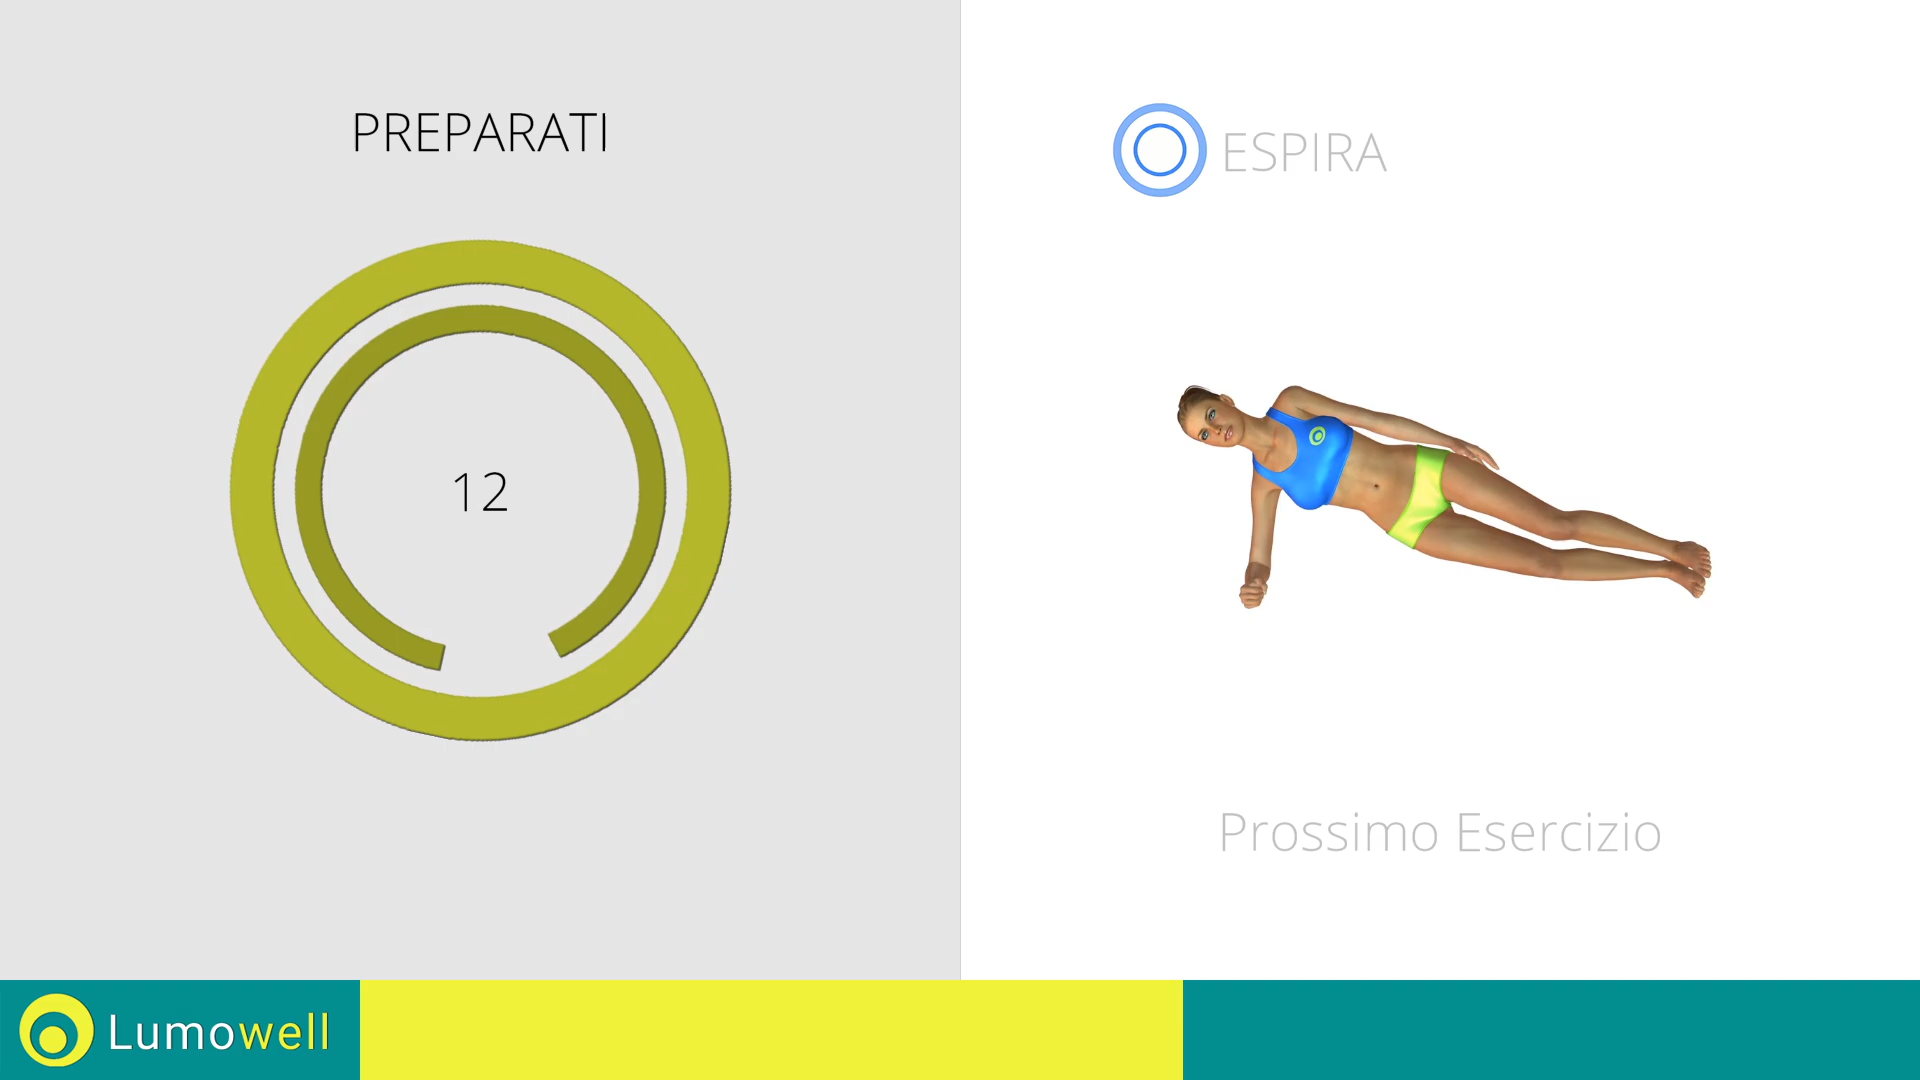 PREPARATI
12
ESPIRA
Prossimo Esercizio
Lumowell